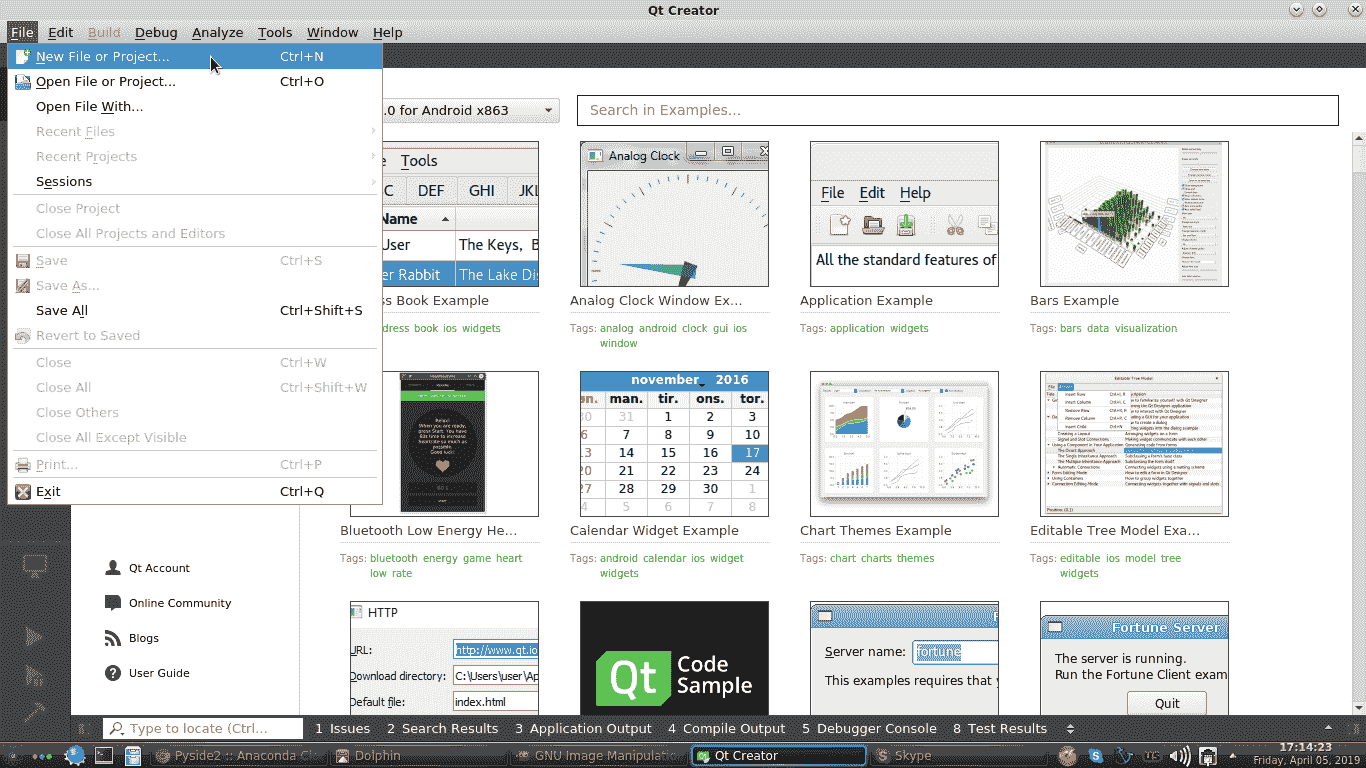 Qt Creator
File Edit Build Debug Analyze Tools Window Help
New File or Project... Ctrl+N
Open File or Project... Ctrl+O
Open File With...
Recent Files
Recent Projects
Sessions
Close Project
Close All Projects and Editors
Save Ctrl+S
Save As...
Save All Ctrl+Shift+S
Revert to Saved
Close Ctrl+W
Close All Ctrl+Shift+W
Close Others
Close All Except Visible
Print... Ctrl+P
Exit Ctrl+Q
.0 for Android x863
Search in Examples...
Tools
DEF GHI JKL
Name
User The Keys, B
er Rabbit The Lake Dis
ss Book Example
dress book ios widgets
Analog Clock
Analog Clock Window Ex...
Tags: analog android clock gui ios
window
File Edit Help
All the standard features of
Application Example
Tags: application widgets
Bars Example
Tags: bars data visualization
Bluetooth Low Energy He...
Tags: bluetooth energy game heart
low rate
november 2016
on. man. tir. ons. tor.
30 31 1 2 3
6 7 8 9 10
13 14 15 16 17
20 21 22 23 24
27 28 29 30 1
4 5 6 7 8
Calendar Widget Example
Tags: android calendar ios widget
widgets
Chart Themes Example
Tags: chart charts themes
Editable Tree Model
Editable Tree Model Exa...
Tags: editable ios model tree
widgets
Qt Account
Online Community
Blogs
User Guide
HTTP
URL: http://www.qt.io
Download directory: C:\Users\user\Ap
Default file: index.html
Qt Code
Sample
Server name: fortune
This examples requires that y
Fortune Server
The server is running.
Run the Fortune Client exam
Quit
Type to locate (Ctrl...
1 Issues 2 Search Results 3 Application Output 4 Compile Output 5 Debugger Console 8 Test Results
Pyside2 :: Anaconda C
Dolphin
GNU Image Manipulati
Qt Creator
Skype
us
17:14:23
Friday, April 05, 2019